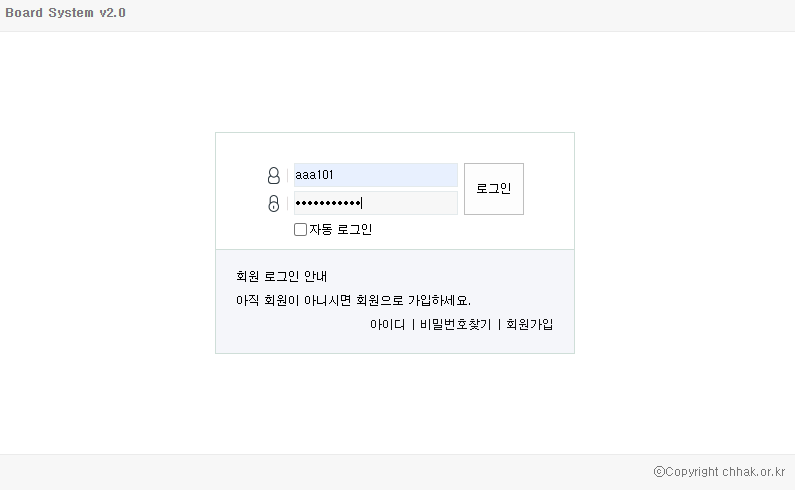 Board System v2.0
aaa101
•••••••••••
로그인
자동 로그인
회원 로그인 안내
아직 회원이 아니시면 회원으로 가입하세요.
아이디 | 비밀번호찾기 | 회원가입
ⓒCopyright chhak.or.kr